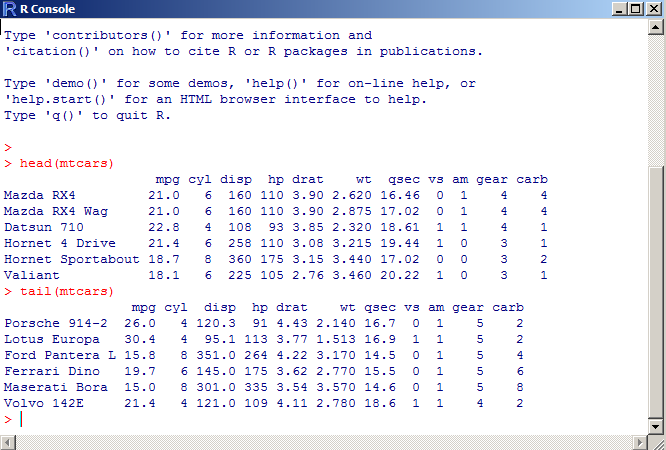 R Console
Type 'contributors()' for more information and
'citation()' on how to cite R or R packages in publications.
Type 'demo()' for some demos, 'help()' for on-line help, or
'help.start()' for an HTML browser interface to help.
Type 'q()' to quit R.
>
> head(mtcars)
                   mpg cyl disp  hp drat    wt  qsec vs am gear carb
Mazda RX4         21.0   6  160 110 3.90 2.620 16.46  0  1    4    4
Mazda RX4 Wag     21.0   6  160 110 3.90 2.875 17.02  0  1    4    4
Datsun 710        22.8   4  108  93 3.85 2.320 18.61  1  1    4    1
Hornet 4 Drive    21.4   6  258 110 3.08 3.215 19.44  1  0    3    1
Hornet Sportabout 18.7   8  360 175 3.15 3.440 17.02  0  0    3    2
Valiant           18.1   6  225 105 2.76 3.460 20.22  1  0    3    1
> tail(mtcars)
                mpg cyl  disp  hp drat    wt qsec vs am gear carb
Porsche 914-2  26.0   4 120.3  91 4.43 2.140 16.7  0  1    5    2
Lotus Europa   30.4   4  95.1 113 3.77 1.513 16.9  1  1    5    2
Ford Pantera L 15.8   8 351.0 264 4.22 3.170 14.5  0  1    5    4
Ferrari Dino   19.7   6 145.0 175 3.62 2.770 15.5  0  1    5    6
Maserati Bora  15.0   8 301.0 335 3.54 3.570 14.6  0  1    5    8
Volvo 142E     21.4   4 121.0 109 4.11 2.780 18.6  1  1    4    2
>